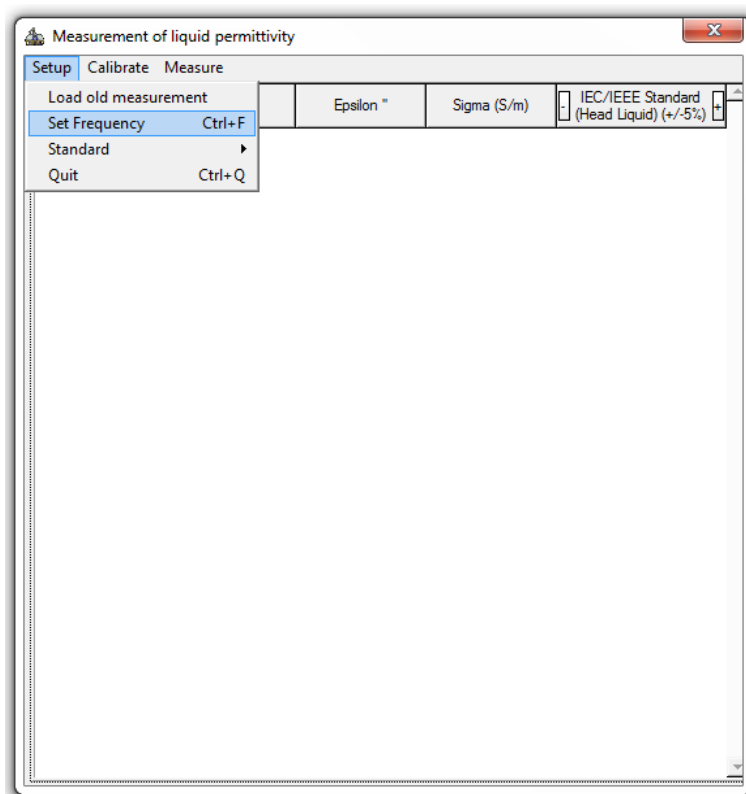 Measurement of liquid permittivity
x
Setup Calibrate Measure
Load old measurement
Set Frequency Ctrl+F
Standard
Quit Ctrl+Q
Epsilon "
Sigma (S/m)
-
IEC/IEEE Standard
(Head Liquid) (+/-5%)
+